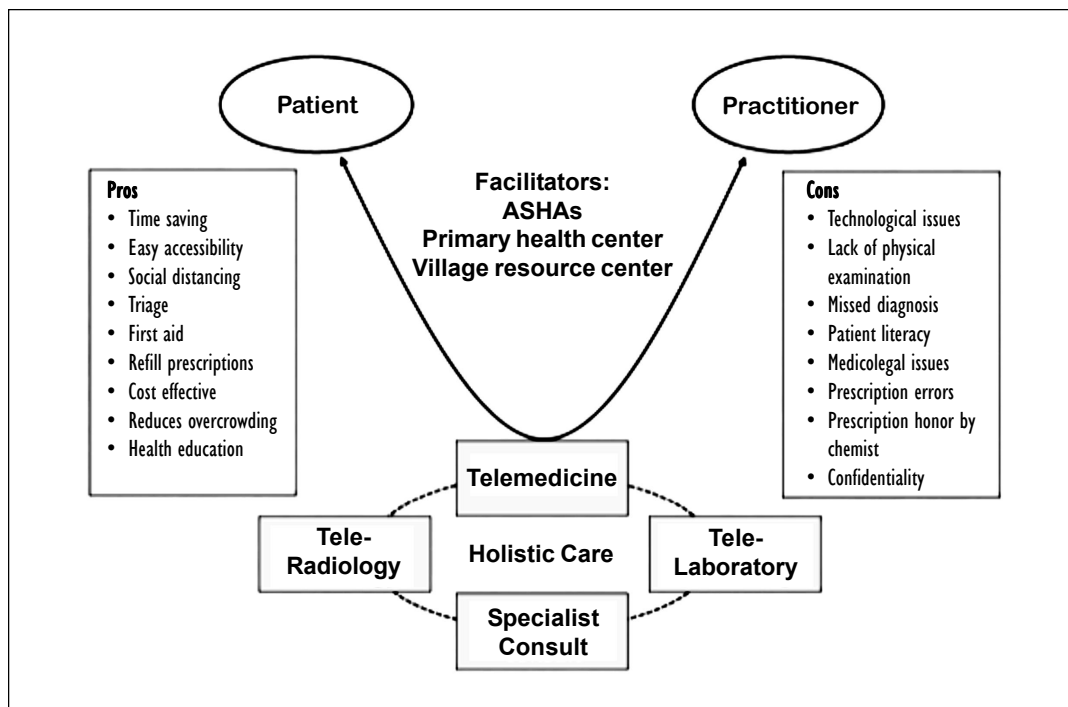 Patient
Practitioner
Facilitators:
ASHAs
Primary health center
Village resource center
Pros
• Time saving
• Easy accessibility
• Social distancing
• Triage
• First aid
• Refill prescriptions
• Cost effective
• Reduces overcrowding
• Health education
Cons
• Technological issues
• Lack of physical
examination
• Missed diagnosis
• Patient literacy
• Medicolegal issues
• Prescription errors
• Prescription honor by
chemist
• Confidentiality
Telemedicine
Tele-
Radiology
Holistic Care
Tele-
Laboratory
Specialist
Consult